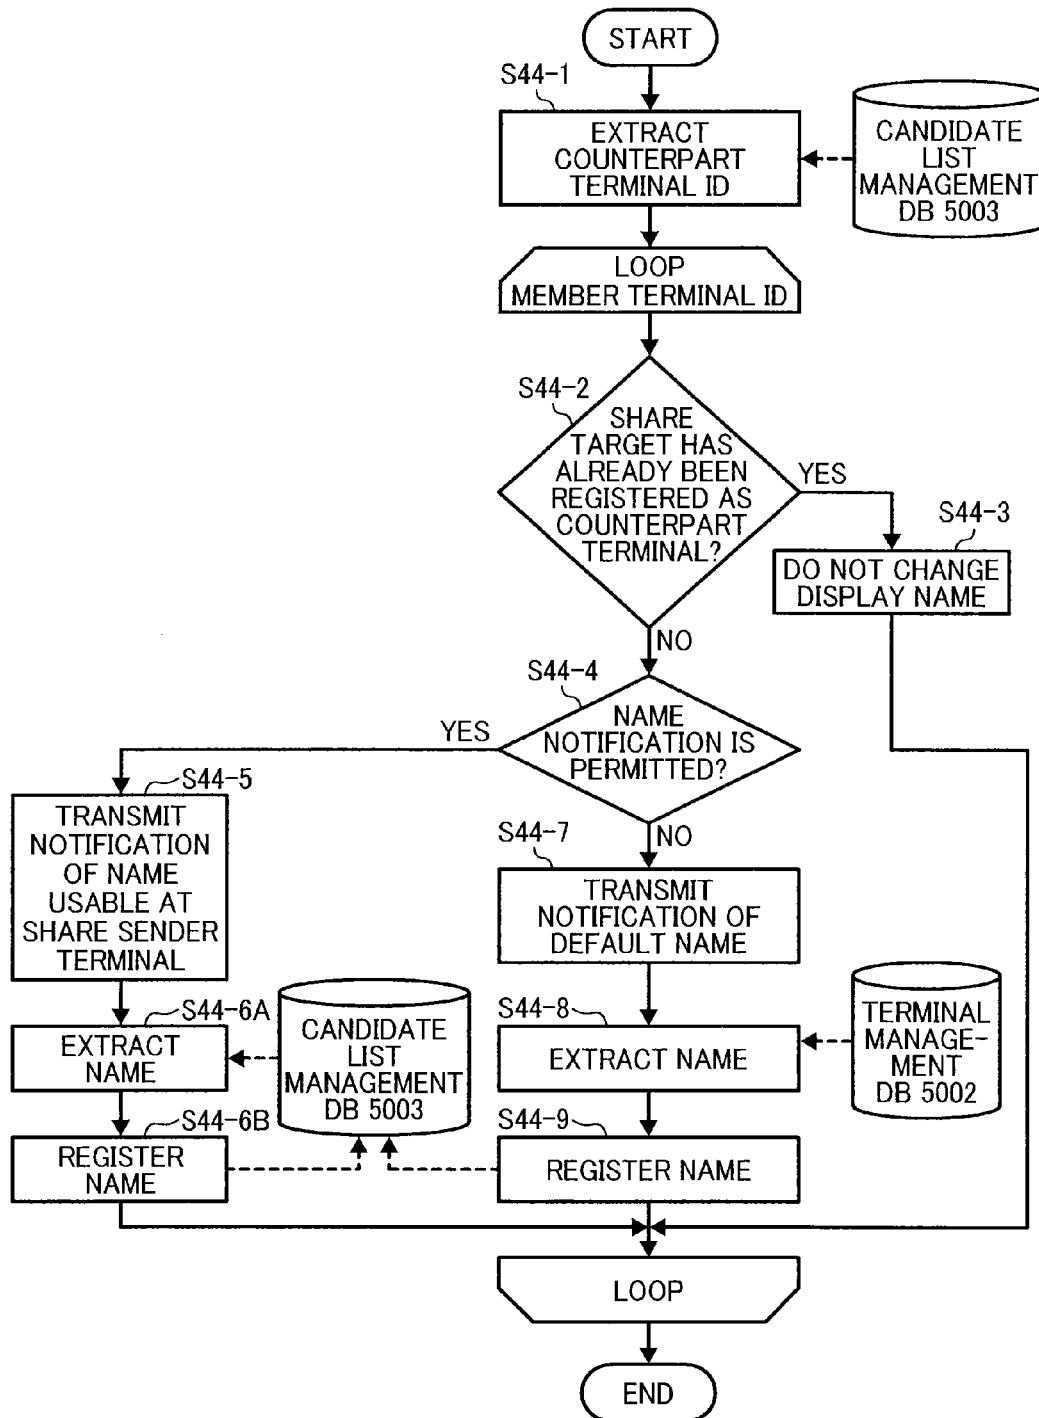 START
S44-1
EXTRACT
COUNTERPART
TERMINAL ID
CANDIDATE
LIST
MANAGEMENT
DB 5003
LOOP
MEMBER TERMINAL ID
S44-2
SHARE
TARGET HAS
ALREADY BEEN
REGISTERED AS
COUNTERPART
TERMINAL?
YES
S44-3
DO NOT CHANGE
DISPLAY NAME
NO
S44-4
NAME
NOTIFICATION IS
PERMITTED?
YES
S44-5
TRANSMIT
NOTIFICATION
OF NAME
USABLE AT
SHARE SENDER
TERMINAL
NO
S44-7
TRANSMIT
NOTIFICATION OF
DEFAULT NAME
S44-6A
EXTRACT
NAME
CANDIDATE
LIST
MANAGEMENT
DB 5003
S44-8
EXTRACT NAME
TERMINAL
MANAGE-
MENT
DB 5002
S44-6B
REGISTER
NAME
S44-9
REGISTER NAME
LOOP
END